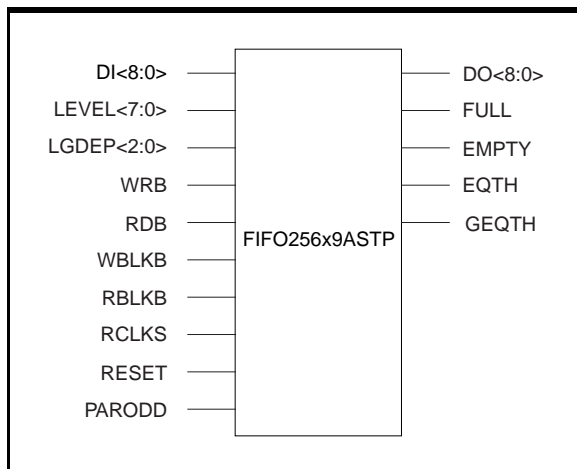 DI<8:0>
LEVEL<7:0>
LGDEP<2:0>
WRB
RDB
WBLKB
RBLKB
RCLKS
RESET
PARODD
FIFO256x9ASTP
DO<8:0>
FULL
EMPTY
EQTH
GEQTH